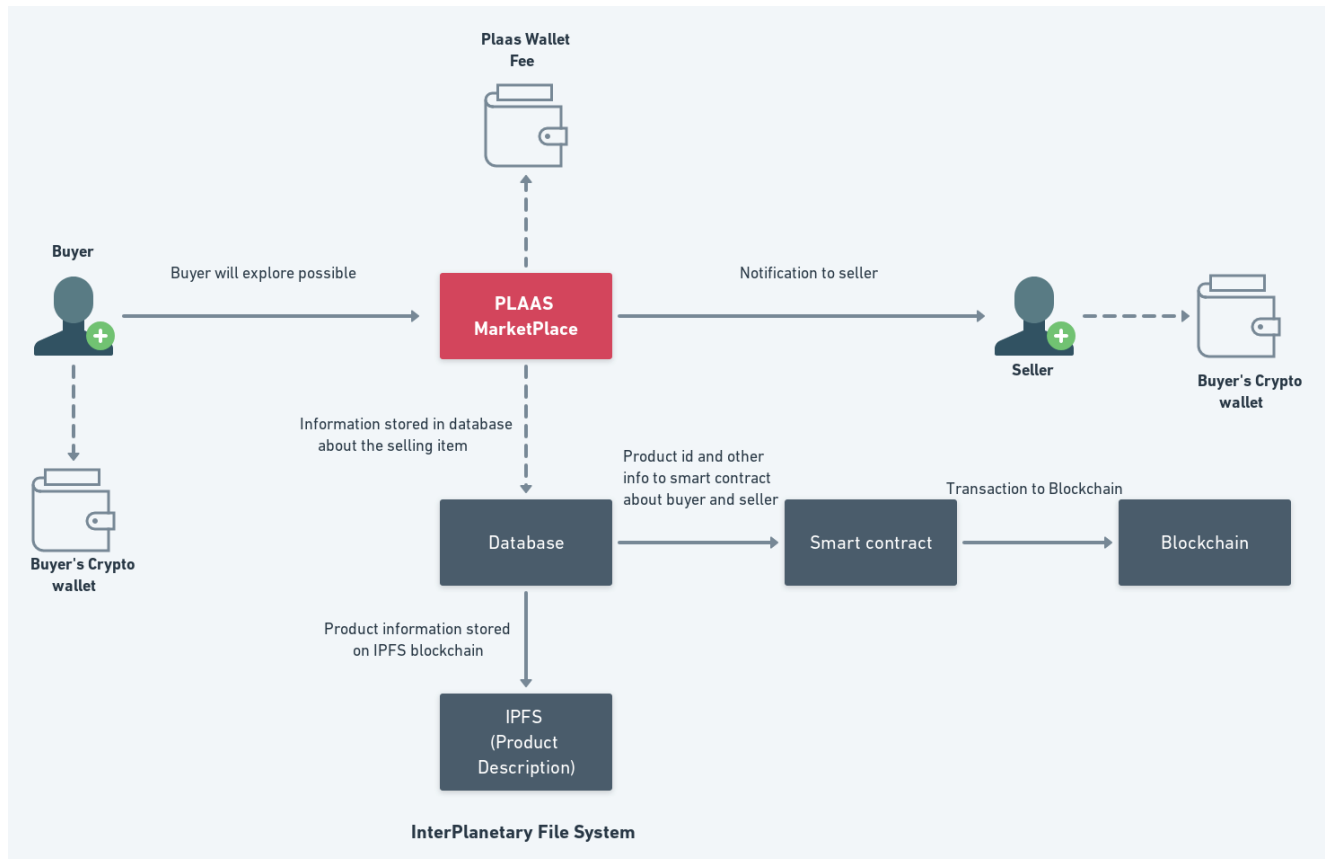 Plaas Wallet
Fee
Buyer
Buyer will explore possible
PLAAS
MarketPlace
Notification to seller
Seller
Buyer's Crypto
wallet
Information stored in database
about the selling item
Product id and other
info to smart contract
about buyer and seller
Transaction to Blockchain
Database
Smart contract
Blockchain
Buyer's Crypto
wallet
Product information stored
on IPFS blockchain
IPFS
(Product
Description)
InterPlanetary File System